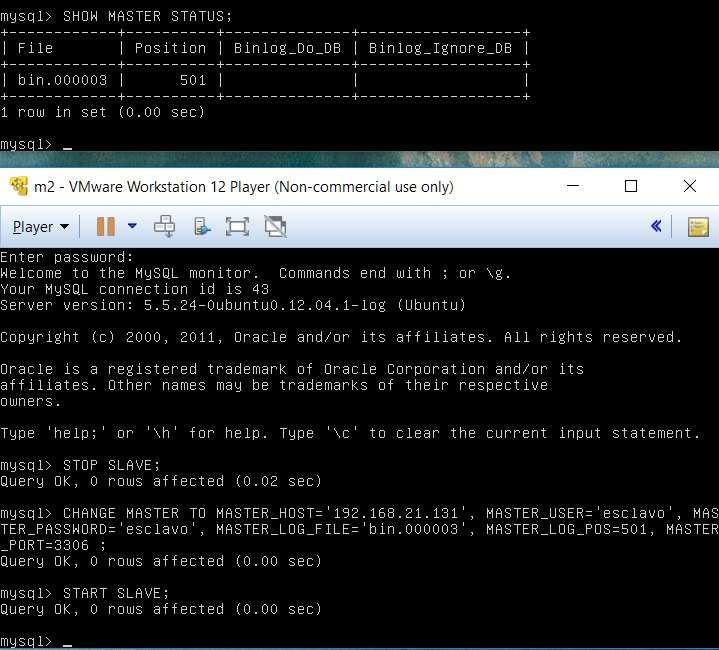 mysql> SHOW MASTER STATUS;
+------------+----------+--------------+------------------+
| File       | Position | Binlog_Do_DB | Binlog_Ignore_DB |
+------------+----------+--------------+------------------+
| bin.000003 |      501 |              |                  |
+------------+----------+--------------+------------------+
1 row in set (0.00 sec)
mysql> _
m2 - VMware Workstation 12 Player (Non-commercial use only)
Player
Enter password:
Welcome to the MySQL monitor.  Commands end with ; or \g.
Your MySQL connection id is 43
Server version: 5.5.24-0ubuntu0.12.04.1-log (Ubuntu)
Copyright (c) 2000, 2011, Oracle and/or its affiliates. All rights reserved.
Oracle is a registered trademark of Oracle Corporation and/or its
affiliates. Other names may be trademarks of their respective
owners.
Type 'help;' or '\h' for help. Type '\c' to clear the current input statement.
mysql> STOP SLAVE;
Query OK, 0 rows affected (0.02 sec)
mysql> CHANGE MASTER TO MASTER_HOST='192.168.21.131', MASTER_USER='esclavo', MAS
TER_PASSWORD='esclavo', MASTER_LOG_FILE='bin.000003', MASTER_LOG_POS=501, MASTER
_PORT=3306 ;
Query OK, 0 rows affected (0.00 sec)
mysql> START SLAVE;
Query OK, 0 rows affected (0.00 sec)
mysql> _